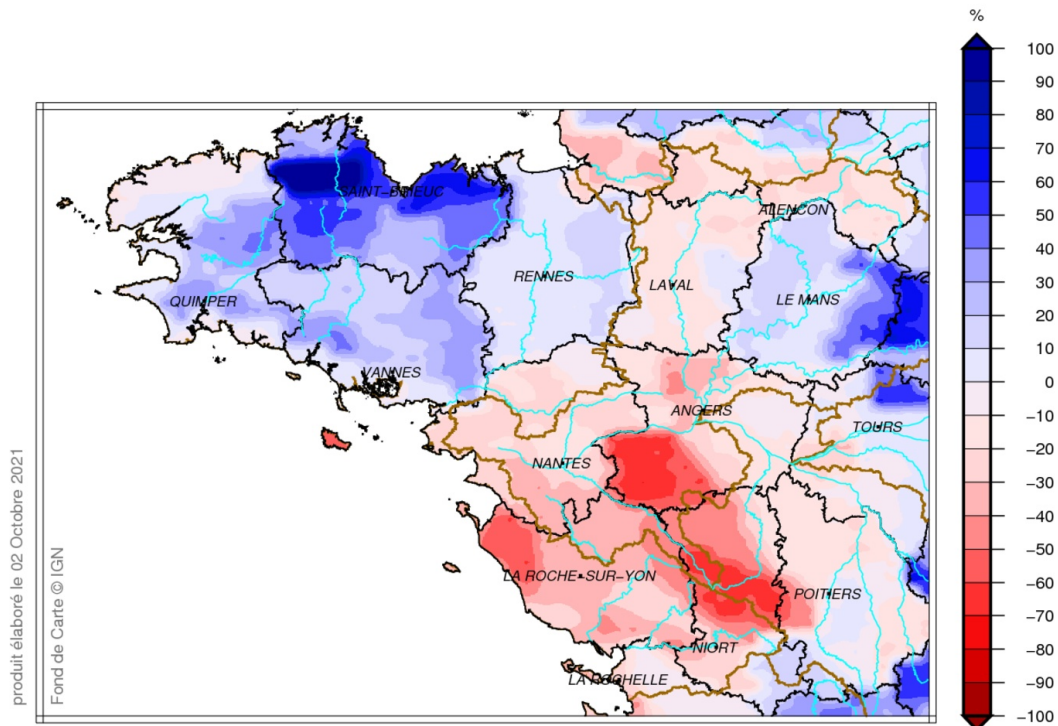 %
100
90
80
70
60
50
40
30
20
10
0
-10
-20
-30
-40
-50
-60
-70
-80
-90
-100
SAINT-BRIEUC
ALENCON
RENNES
LAVAL
LE MANS
QUIMPER
VANNES
ANGERS
TOURS
NANTES
LA ROCHE-SUR-YON
POITIERS
NIORT
LA ROCHELLE
produit élaboré le 02 Octobre 2021
Fond de Carte © IGN